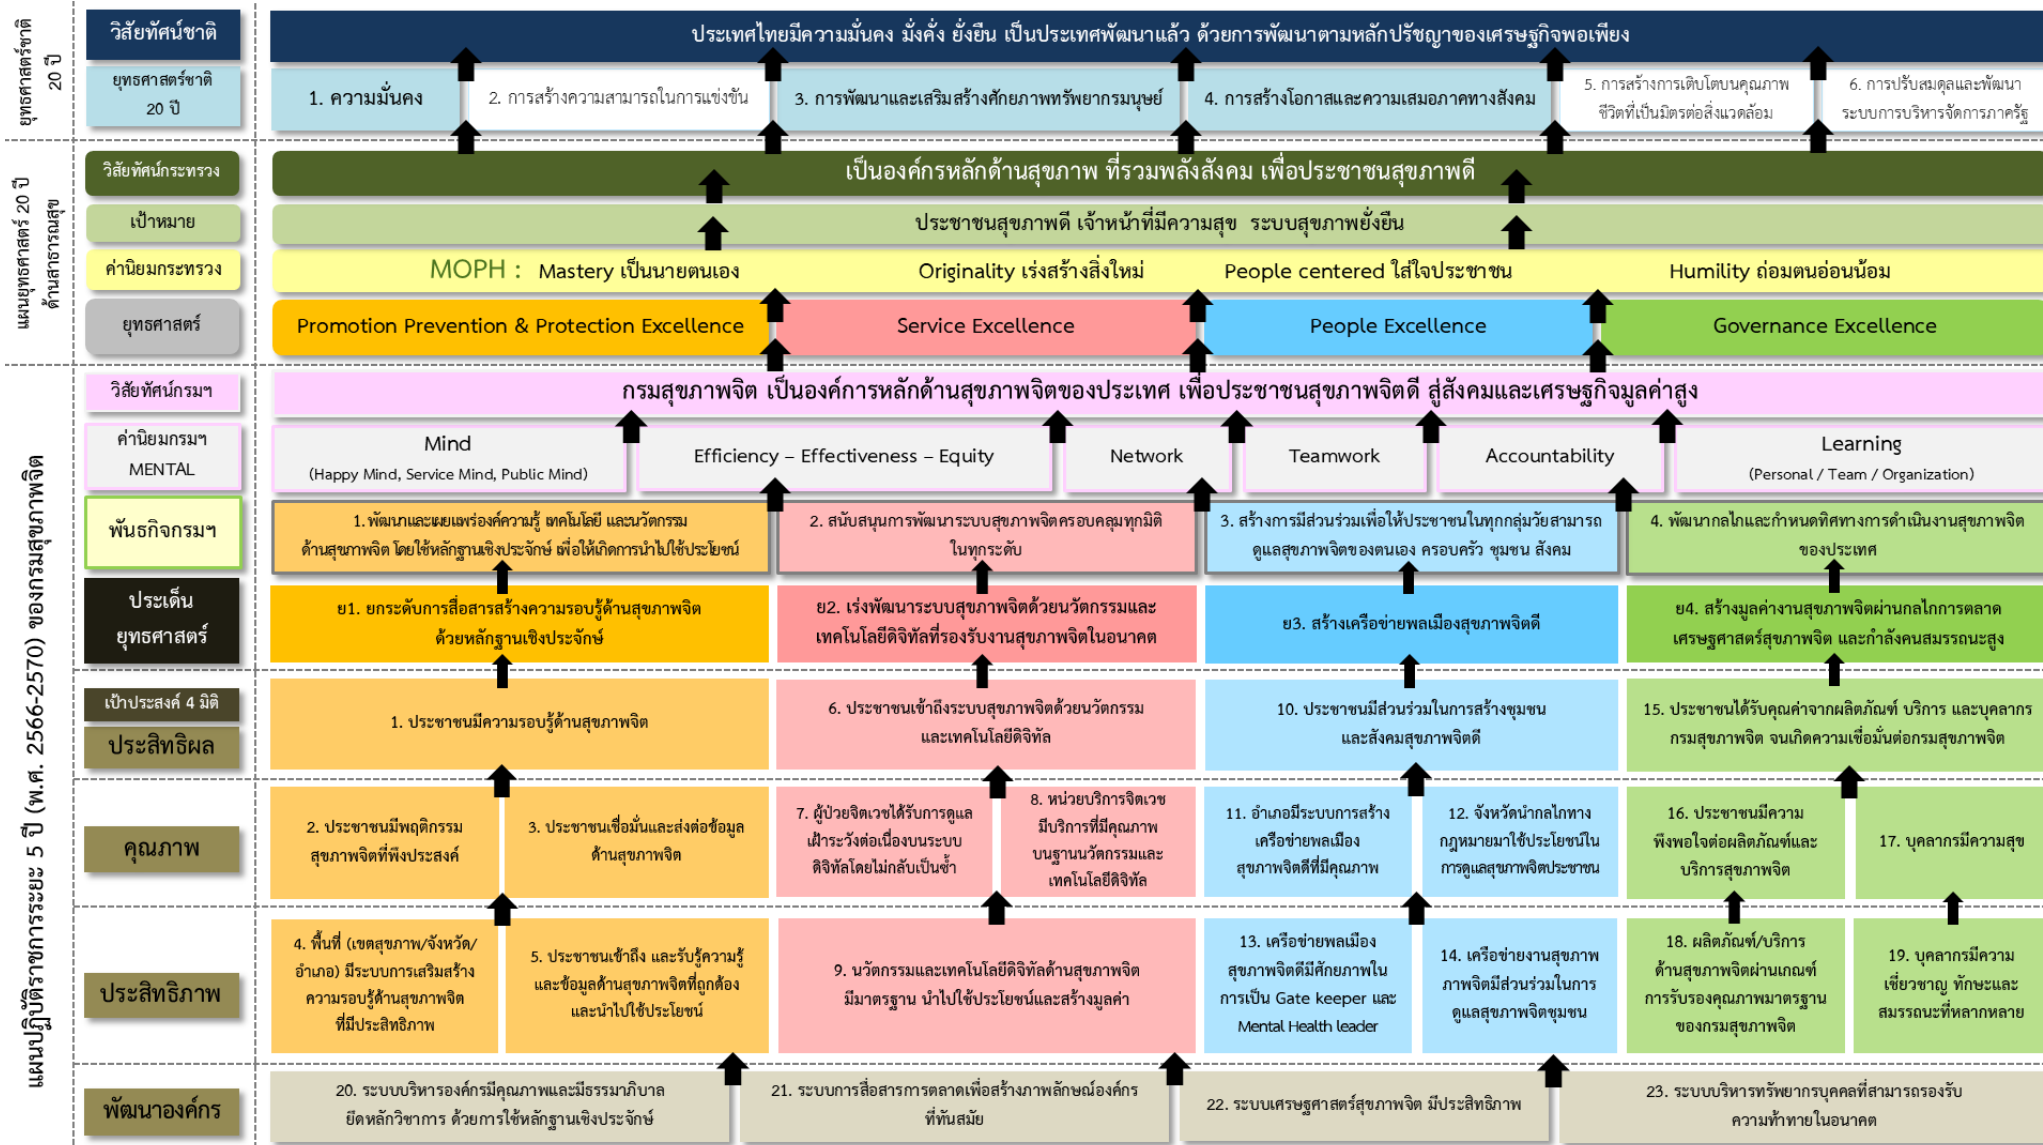 ยุทธศาสตร์ชาติ
20 ปี
วิสัยทัศน์ชาติ
ประเทศไทยมีความมั่นคง มั่งคั่ง ยั่งยืน เป็นประเทศพัฒนาแล้ว ด้วยการพัฒนาตามหลักปรัชญาของเศรษฐกิจพอเพียง
ยุทธศาสตร์ชาติ
20 ปี
1. ความมั่นคง
2. การสร้างความสามารถในการแข่งขัน
3. การพัฒนาและเสริมสร้างศักยภาพทรัพยากรมนุษย์
4. การสร้างโอกาสและความเสมอภาคทางสังคม
5. การสร้างการเติบโตบนคุณภาพ
ชีวิตที่เป็นมิตรต่อสิ่งแวดล้อม
6. การปรับสมดุลและพัฒนา
ระบบการบริหารจัดการภาครัฐ
แผนยุทธศาสตร์ 20 ปี
ด้านสาธารณสุข
วิสัยทัศน์กระทรวง
เป็นองค์กรหลักด้านสุขภาพ ที่รวมพลังสังคม เพื่อประชาชนสุขภาพดี
เป้าหมาย
ประชาชนสุขภาพดี เจ้าหน้าที่มีความสุข ระบบสุขภาพยั่งยืน
ค่านิยมกระทรวง
MOPH : Mastery เป็นนายตนเอง
Originality เร่งสร้างสิ่งใหม่
People centered ใส่ใจประชาชน
Humility ถ่อมตนอ่อนน้อม
ยุทธศาสตร์
Promotion Prevention & Protection Excellence
Service Excellence
People Excellence
Governance Excellence
แผนปฏิบัติราชการระยะ 5 ปี (พ.ศ. 2566-2570) ของกรมสุขภาพจิต
วิสัยทัศน์กรมฯ
กรมสุขภาพจิต เป็นองค์การหลักด้านสุขภาพจิตของประเทศ เพื่อประชาชนสุขภาพจิตดี สู่สังคมและเศรษฐกิจมูลค่าสูง
ค่านิยมกรมฯ
MENTAL
Mind
(Happy Mind, Service Mind, Public Mind)
Efficiency – Effectiveness – Equity
Network
Teamwork
Accountability
Learning
(Personal / Team / Organization)
พันธกิจกรมฯ
1. พัฒนาและเผยแพร่องค์ความรู้ เทคโนโลยี และนวัตกรรม
ด้านสุขภาพจิต โดยใช้หลักฐานเชิงประจักษ์ เพื่อให้เกิดการนำไปใช้ประโยชน์
2. สนับสนุนการพัฒนาระบบสุขภาพจิตครอบคลุมทุกมิติ
ในทุกระดับ
3. สร้างการมีส่วนร่วมเพื่อให้ประชาชนในทุกกลุ่มวัยสามารถ
ดูแลสุขภาพจิตของตนเอง ครอบครัว ชุมชน สังคม
4. พัฒนากลไกและกำหนดทิศทางการดำเนินงานสุขภาพจิต
ของประเทศ
ประเด็น
ยุทธศาสตร์
ย1. ยกระดับการสื่อสารสร้างความรอบรู้ด้านสุขภาพจิต
ด้วยหลักฐานเชิงประจักษ์
ย2. เร่งพัฒนาระบบสุขภาพจิตด้วยนวัตกรรมและ
เทคโนโลยีดิจิทัลที่รองรับงานสุขภาพจิตในอนาคต
ย3. สร้างเครือข่ายพลเมืองสุขภาพจิตดี
ย4. สร้างมูลค่างานสุขภาพจิตผ่านกลไกการตลาด
เศรษฐศาสตร์สุขภาพจิต และกำลังคนสมรรถนะสูง
เป้าประสงค์ 4 มิติ
ประสิทธิผล
1. ประชาชนมีความรอบรู้ด้านสุขภาพจิต
6. ประชาชนเข้าถึงระบบสุขภาพจิตด้วยนวัตกรรม
และเทคโนโลยีดิจิทัล
10. ประชาชนมีส่วนร่วมในการสร้างชุมชน
และสังคมสุขภาพจิตดี
15. ประชาชนได้รับคุณค่าจากผลิตภัณฑ์ บริการ และบุคลากร
กรมสุขภาพจิต จนเกิดความเชื่อมั่นต่อกรมสุขภาพจิต
คุณภาพ
2. ประชาชนมีพฤติกรรม
สุขภาพจิตที่พึงประสงค์
3. ประชาชนเชื่อมั่นและส่งต่อข้อมูล
ด้านสุขภาพจิต
7. ผู้ป่วยจิตเวชได้รับการดูแล
เฝ้าระวังต่อเนื่องบนระบบ
ดิจิทัลโดยไม่กลับเป็นซ้ำ
8. หน่วยบริการจิตเวช
มีบริการที่มีคุณภาพ
บนฐานนวัตกรรมและ
เทคโนโลยีดิจิทัล
11. อำเภอมีระบบการสร้าง
เครือข่ายพลเมือง
สุขภาพจิตดีที่มีคุณภาพ
12. จังหวัดนำกลไกทาง
กฎหมายมาใช้ประโยชน์ใน
การดูแลสุขภาพจิตประชาชน
16. ประชาชนมีความ
พึงพอใจต่อผลิตภัณฑ์และ
บริการสุขภาพจิต
17. บุคลากรมีความสุข
ประสิทธิภาพ
4. พื้นที่ (เขตสุขภาพ/จังหวัด/
อำเภอ) มีระบบการเสริมสร้าง
ความรอบรู้ด้านสุขภาพจิต
ที่มีประสิทธิภาพ
5. ประชาชนเข้าถึง และรับรู้ความรู้
และข้อมูลด้านสุขภาพจิตที่ถูกต้อง
และนำไปใช้ประโยชน์
9. นวัตกรรมและเทคโนโลยีดิจิทัลด้านสุขภาพจิต
มีมาตรฐาน นำไปใช้ประโยชน์และสร้างมูลค่า
13. เครือข่ายพลเมือง
สุขภาพจิตดีมีศักยภาพใน
การเป็น Gate keeper และ
Mental Health leader
14. เครือข่ายงานสุขภาพ
ภาพจิตมีส่วนร่วมในการ
ดูแลสุขภาพจิตชุมชน
18. ผลิตภัณฑ์/บริการ
ด้านสุขภาพจิตผ่านเกณฑ์
การรับรองคุณภาพมาตรฐาน
ของกรมสุขภาพจิต
19. บุคลากรมีความ
เชี่ยวชาญ ทักษะและ
สมรรถนะที่หลากหลาย
พัฒนาองค์กร
20. ระบบบริหารองค์กรมีคุณภาพและมีธรรมาภิบาล
ยึดหลักวิชาการ ด้วยการใช้หลักฐานเชิงประจักษ์
21. ระบบการสื่อสารการตลาดเพื่อสร้างภาพลักษณ์องค์กร
ที่ทันสมัย
22. ระบบเศรษฐศาสตร์สุขภาพจิต มีประสิทธิภาพ
23. ระบบบริหารทรัพยากรบุคคลที่สามารถรองรับ
ความท้าทายในอนาคต